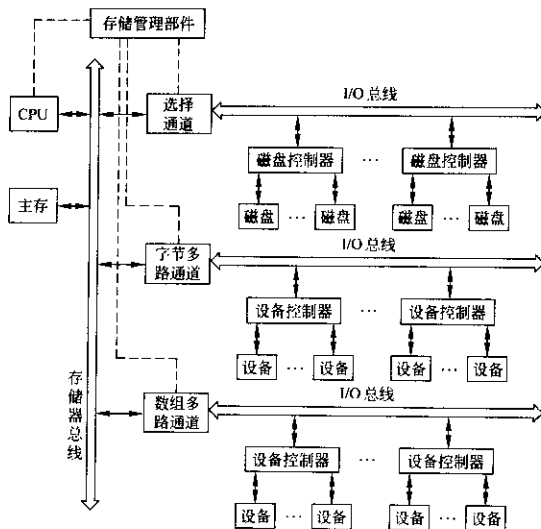 存储管理部件
CPU
选择
通道
I/O 总线
磁盘控制器 … 磁盘控制器
磁盘 … 磁盘 磁盘 … 磁盘
主存
I/O 总线
字节多
路通道
设备控制器 … 设备控制器
设备 … 设备 设备 … 设备
I/O 总线
数组多
路通道
存储器总线
设备控制器 … 设备控制器
设备 … 设备 设备 … 设备